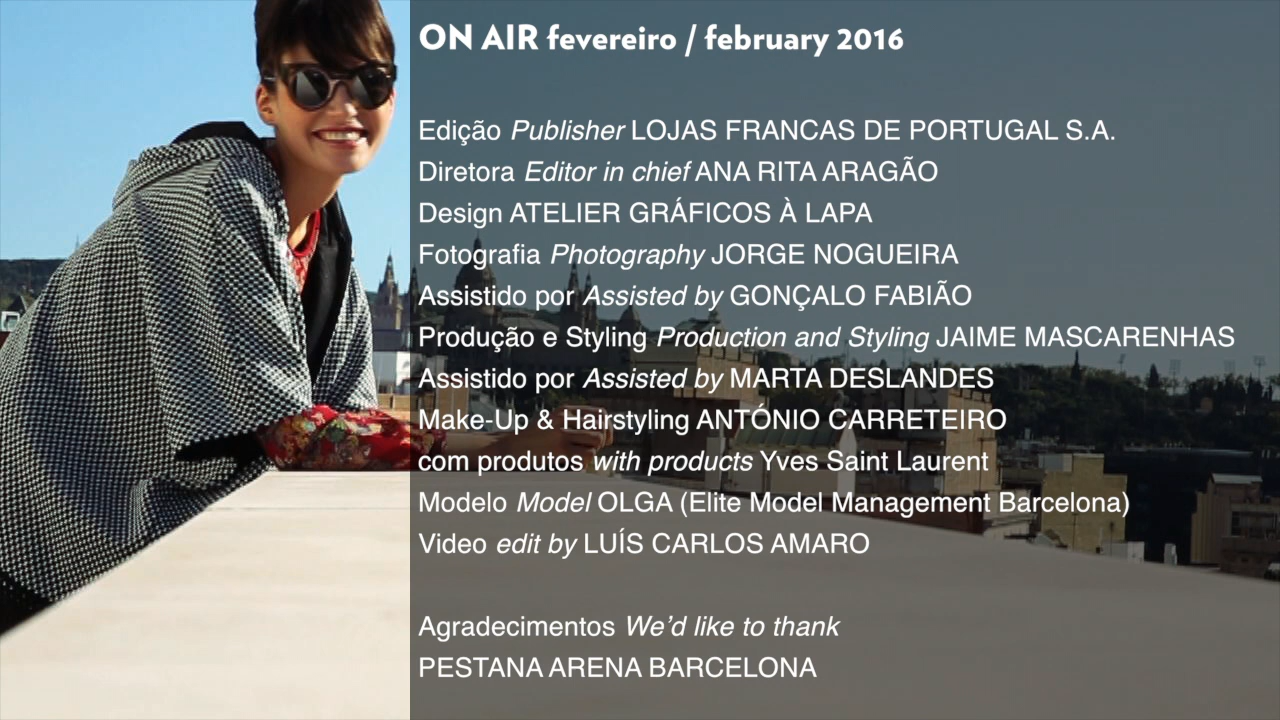 ON AIR fevereiro / february 2016
Edição Publisher LOJAS FRANCAS DE PORTUGAL S.A.
Diretora Editor in chief ANA RITA ARAGÃO
Design ATELIER GRÁFICOS À LAPA
Fotografia Photography JORGE NOGUEIRA
Assistido por Assisted by GONÇALO FABIÃO
Produção e Styling Production and Styling JAIME MASCARENHAS
Assistido por Assisted by MARTA DESLANDES
Make-Up & Hairstyling ANTÓNIO CARRETEIRO
com produtos with products Yves Saint Laurent
Modelo Model OLGA (Elite Model Management Barcelona)
Video edit by LUÍS CARLOS AMARO
Agradecimentos We'd like to thank
PESTANA ARENA BARCELONA